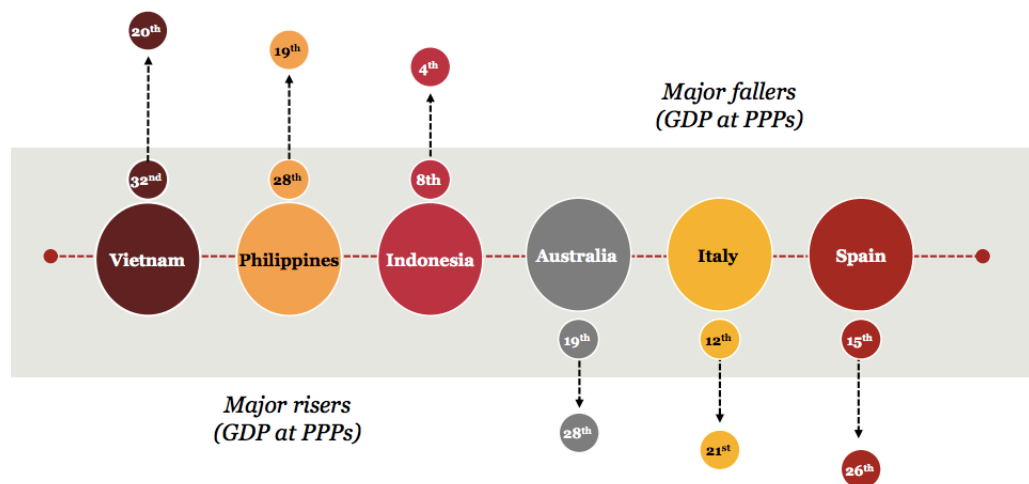 20th
19th
4th
Major fallers
(GDP at PPPs)
32nd
28th
8th
Vietnam
Philippines
Indonesia
Australia
Italy
Spain
19th
12th
15th
Major risers
(GDP at PPPs)
28th
21st
26th